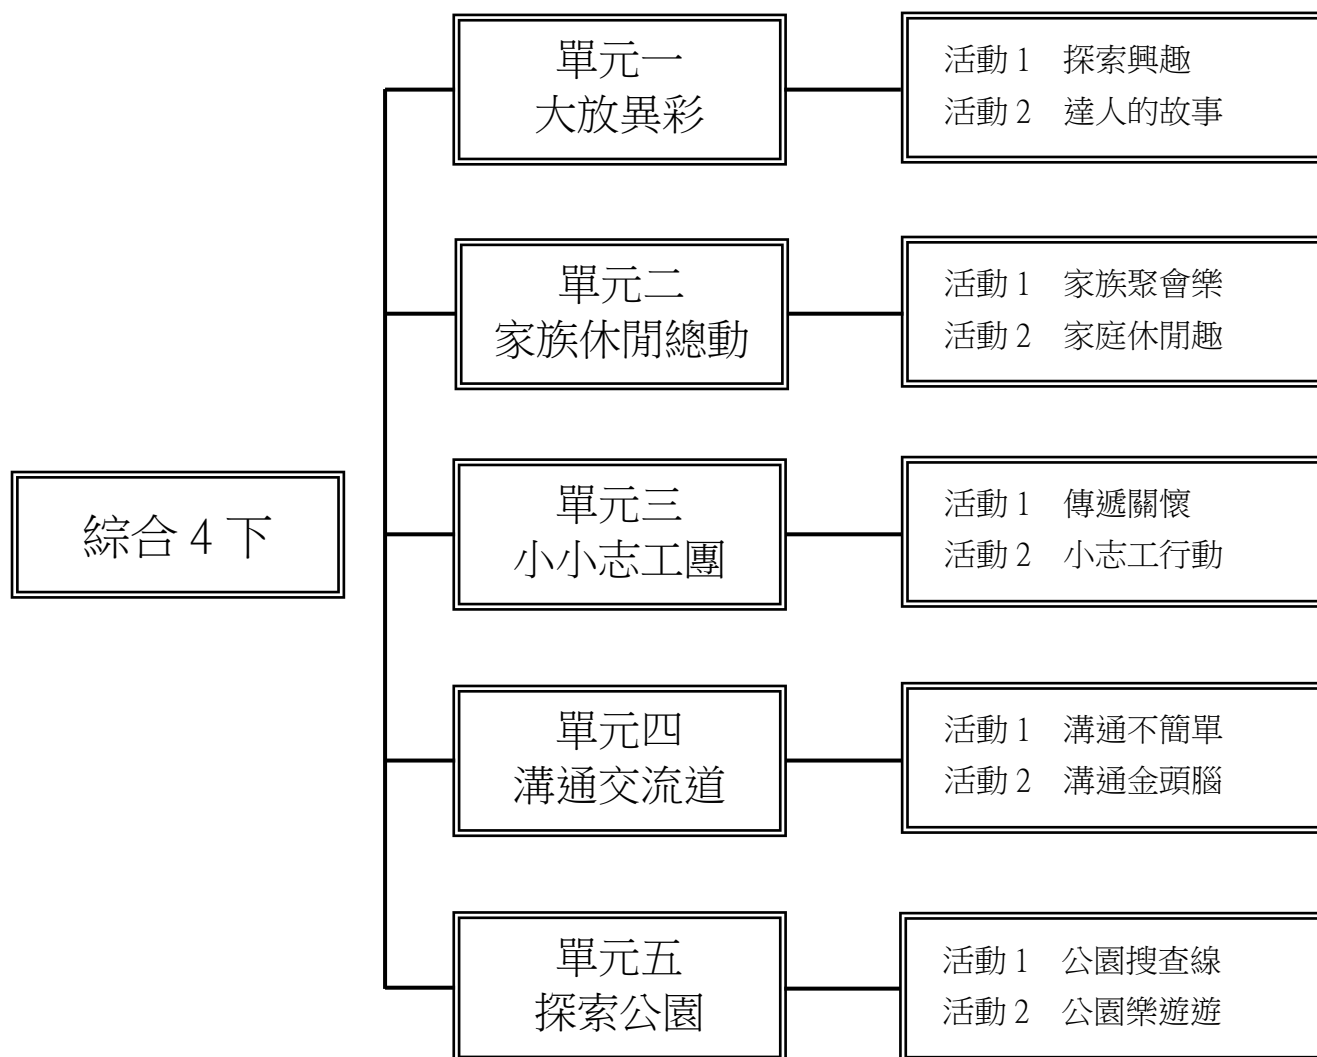 綜合 4 下
單元一
大放異彩
活動 1　探索興趣
活動 2　達人的故事
單元二
家族休閒總動
活動 1　家族聚會樂
活動 2　家庭休閒趣
單元三
小小志工團
活動 1　傳遞關懷
活動 2　小志工行動
單元四
溝通交流道
活動 1　溝通不簡單
活動 2　溝通金頭腦
單元五
探索公園
活動 1　公園搜查線
活動 2　公園樂遊遊